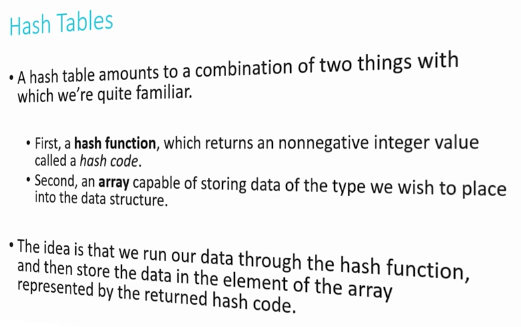 Hash Tables
• A hash table amounts to a combination of two things with
which we're quite familiar.
• First, a hash function, which returns an nonnegative integer value
called a hash code.
• Second, an array capable of storing data of the type we wish to place
into the data structure.
• The idea is that we run our data through the hash function,
and then store the data in the element of the array
represented by the returned hash code.